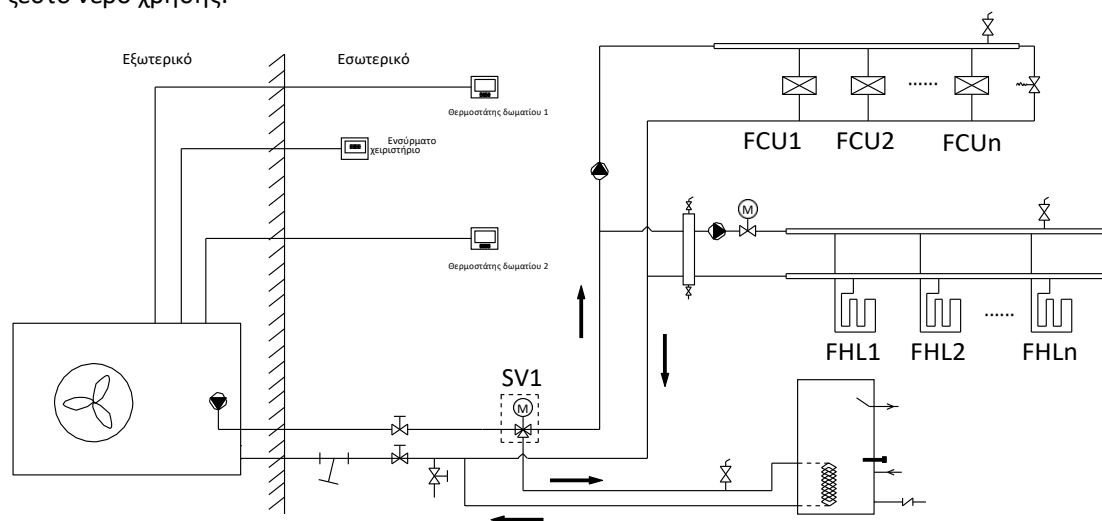 ζεστό νερό χρήσης.
Εξωτερικό
Εσωτερικό
Θερμοστάτης δωματίου 1
Ενσύρματο
χειριστήριο
Θερμοστάτης δωματίου 2
FCU1
FCU2
......
FCUn
M
FHL1
FHL2
......
FHLn
SV1
M